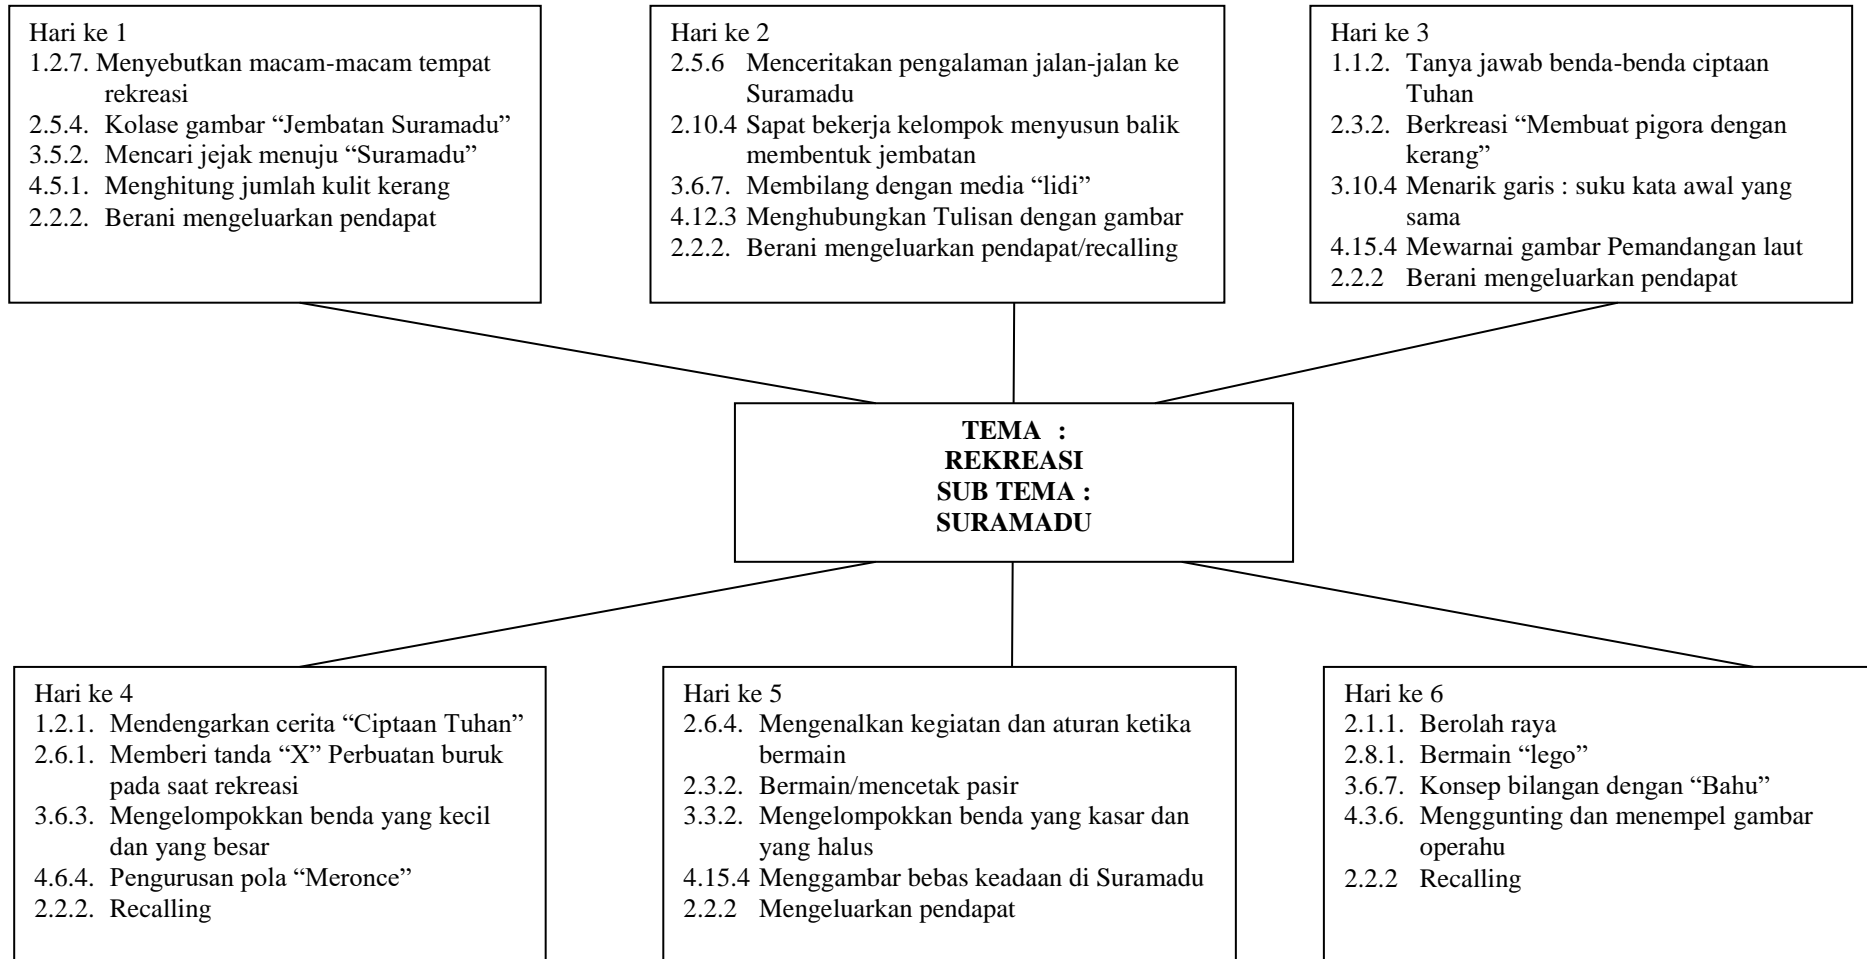 Hari ke 1
1.2.7. Menyebutkan macam-macam tempat
rekreasi
2.5.4. Kolase gambar “Jembatan Suramadu”
3.5.2. Mencari jejak menuju “Suramadu”
4.5.1. Menghitung jumlah kulit kerang
2.2.2. Berani mengeluarkan pendapat
Hari ke 2
2.5.6 Menceritakan pengalaman jalan-jalan ke
Suramadu
2.10.4 Sapat bekerja kelompok menyusun balik
membentuk jembatan
3.6.7. Membilang dengan media “lidi”
4.12.3 Menghubungkan Tulisan dengan gambar
2.2.2. Berani mengeluarkan pendapat/recalling
Hari ke 3
1.1.2. Tanya jawab benda-benda ciptaan
Tuhan
2.3.2. Berkreasi “Membuat pigora dengan
kerang”
3.10.4 Menarik garis : suku kata awal yang
sama
4.15.4 Mewarnai gambar Pemandangan laut
2.2.2 Berani mengeluarkan pendapat
TEMA :
REKREASI
SUB TEMA :
SURAMADU
Hari ke 4
1.2.1. Mendengarkan cerita “Ciptaan Tuhan”
2.6.1. Memberi tanda “X” Perbuatan buruk
pada saat rekreasi
3.6.3. Mengelompokkan benda yang kecil
dan yang besar
4.6.4. Pengurusan pola “Meronce”
2.2.2. Recalling
Hari ke 5
2.6.4. Mengenalkan kegiatan dan aturan ketika
bermain
2.3.2. Bermain/mencetak pasir
3.3.2. Mengelompokkan benda yang kasar dan
yang halus
4.15.4 Menggambar bebas keadaan di Suramadu
2.2.2 Mengeluarkan pendapat
Hari ke 6
2.1.1. Berolah raya
2.8.1. Bermain “lego”
3.6.7. Konsep bilangan dengan “Bahu”
4.3.6. Menggunting dan menempel gambar
operahu
2.2.2 Recalling